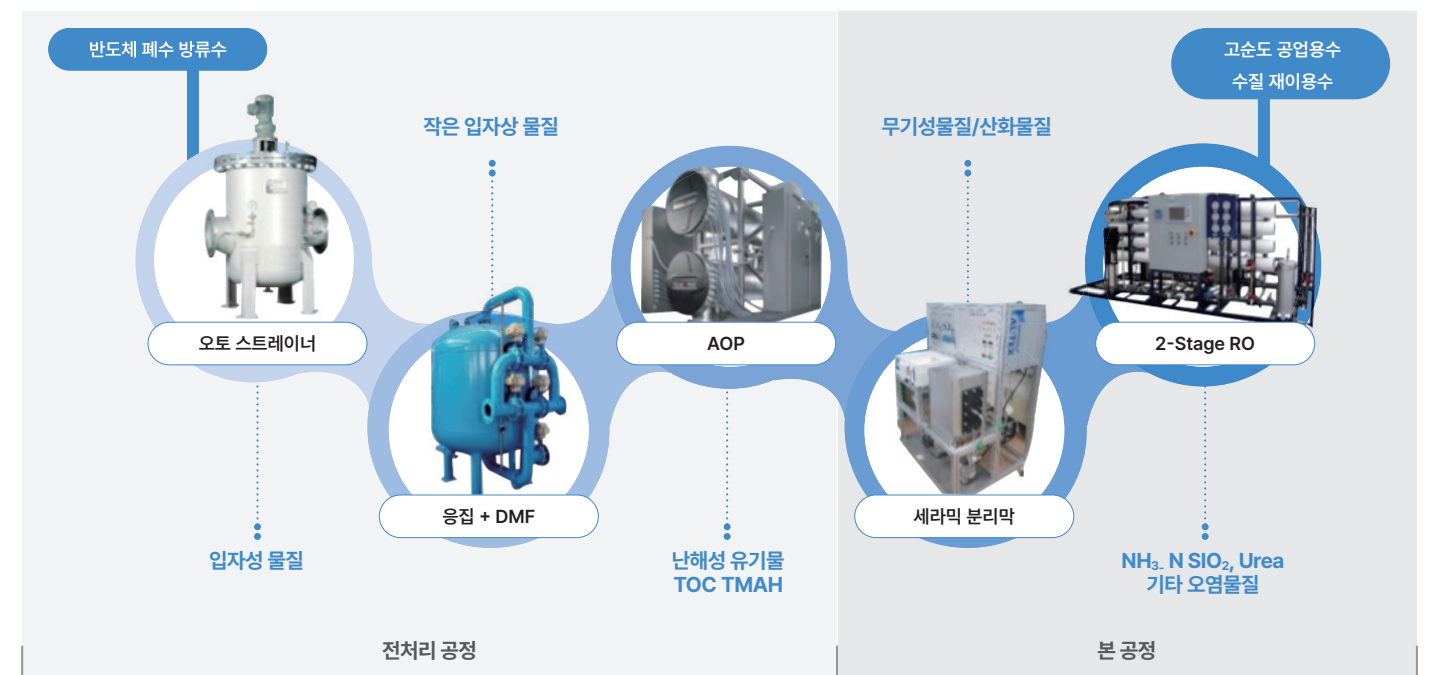 반도체 폐수 방류수
고순도 공업용수
수질 재이용수
작은 입자상 물질
무기성물질/산화물질
오토 스트레이너
AOP
2-Stage RO
응집 + DMF
세라믹 분리막
입자성 물질
난해성 유기물
TOC TMAH
NH₃₋ N SIO₂, Urea
기타 오염물질
전처리 공정
본 공정